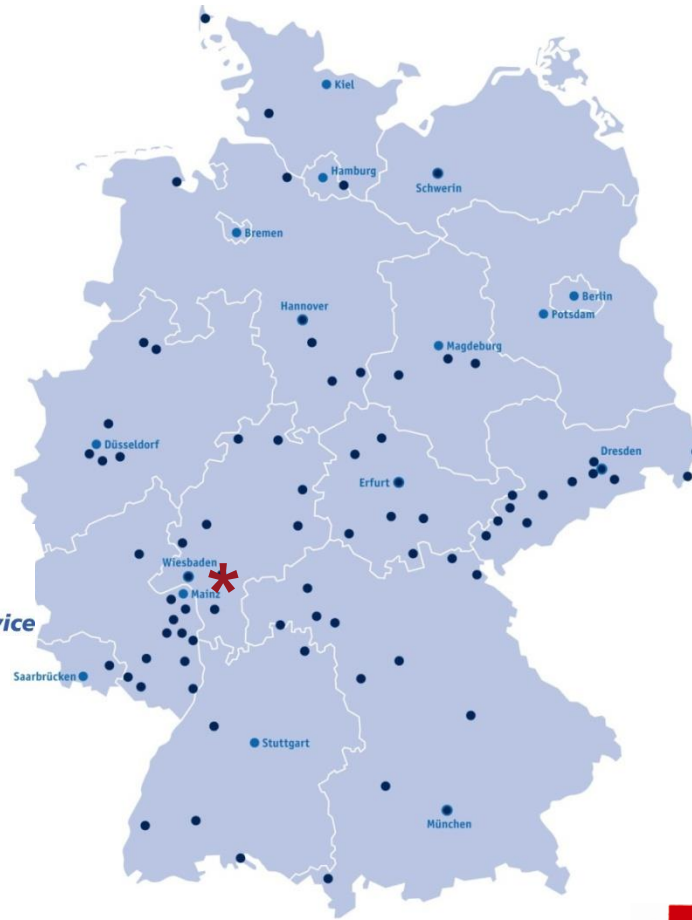 Kiel
Hamburg
Schwerin
Bremen
Berlin
Hannover
Potsdam
Magdeburg
Düsseldorf
Dresden
Erfurt
Wiesbaden
*
Mainz
vice
Saarbrücken
Stuttgart
München